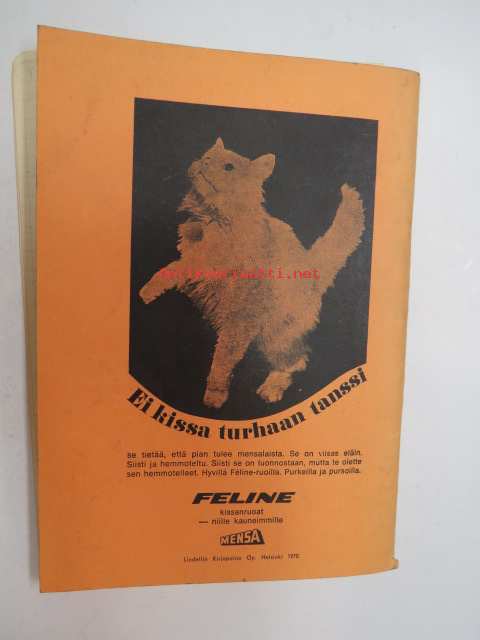 Ei kissa turhaan tanssi
se tietää, että pian tulee mensalaista. Se on viisas eläin.
Siisti ja hemmoteltu. Siisti se on luonnostaan, mutta te olette
sen hemmotelleet. Hyvillä Féline-ruoilla. Purkeilla ja pursoilla.
FELINE
kissanruoat
— niille kauneimmille
MENSA
Lindellin Kirjapaino Oy, Helsinki 1970